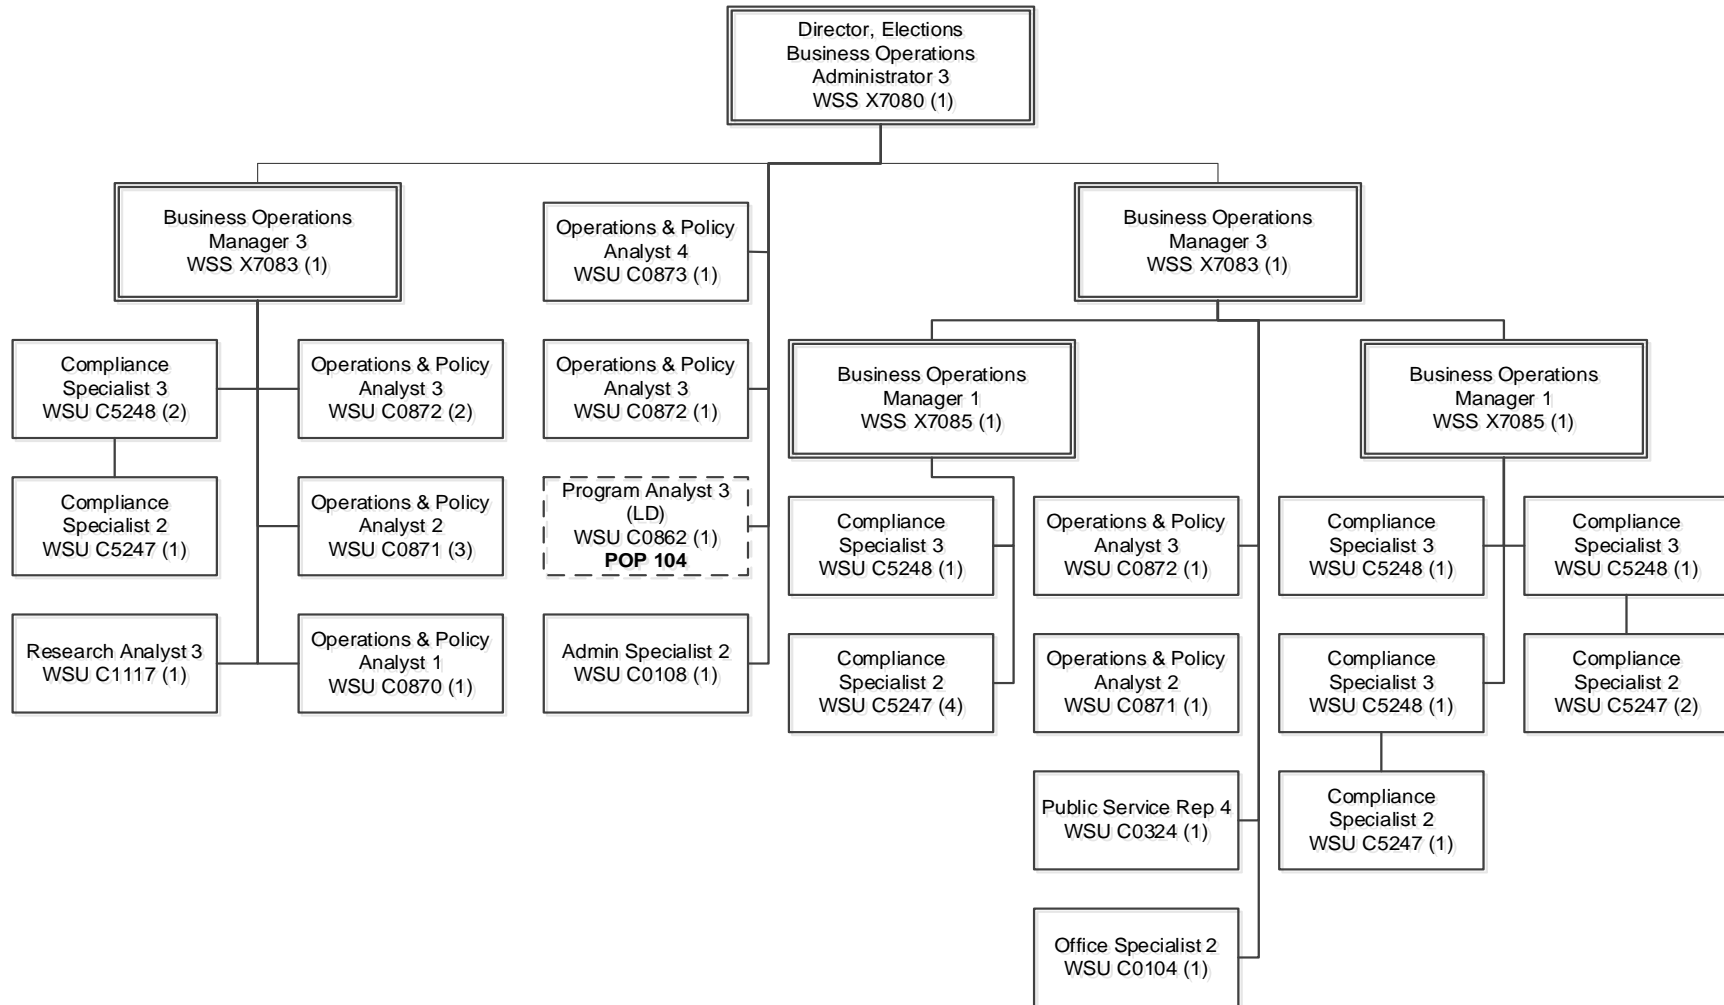 Director, Elections
Business Operations
Administrator 3
WSS X7080 (1)
Business Operations
Manager 3
WSS X7083 (1)
Compliance
Specialist 3
WSU C5248 (2)
Compliance
Specialist 2
WSU C5247 (1)
Research Analyst 3
WSU C1117 (1)
Operations & Policy
Analyst 3
WSU C0872 (2)
Operations & Policy
Analyst 2
WSU C0871 (3)
Operations & Policy
Analyst 1
WSU C0870 (1)
Operations & Policy
Analyst 4
WSU C0873 (1)
Operations & Policy
Analyst 3
WSU C0872 (1)
Program Analyst 3
(LD)
WSU C0862 (1)
POP 104
Admin Specialist 2
WSU C0108 (1)
Business Operations
Manager 3
WSS X7083 (1)
Business Operations
Manager 1
WSS X7085 (1)
Compliance
Specialist 3
WSU C5248 (1)
Compliance
Specialist 2
WSU C5247 (4)
Operations & Policy
Analyst 3
WSU C0872 (1)
Operations & Policy
Analyst 2
WSU C0871 (1)
Public Service Rep 4
WSU C0324 (1)
Office Specialist 2
WSU C0104 (1)
Business Operations
Manager 1
WSS X7085 (1)
Compliance
Specialist 3
WSU C5248 (1)
Compliance
Specialist 3
WSU C5248 (1)
Compliance
Specialist 2
WSU C5247 (1)
Compliance
Specialist 3
WSU C5248 (1)
Compliance
Specialist 2
WSU C5247 (2)